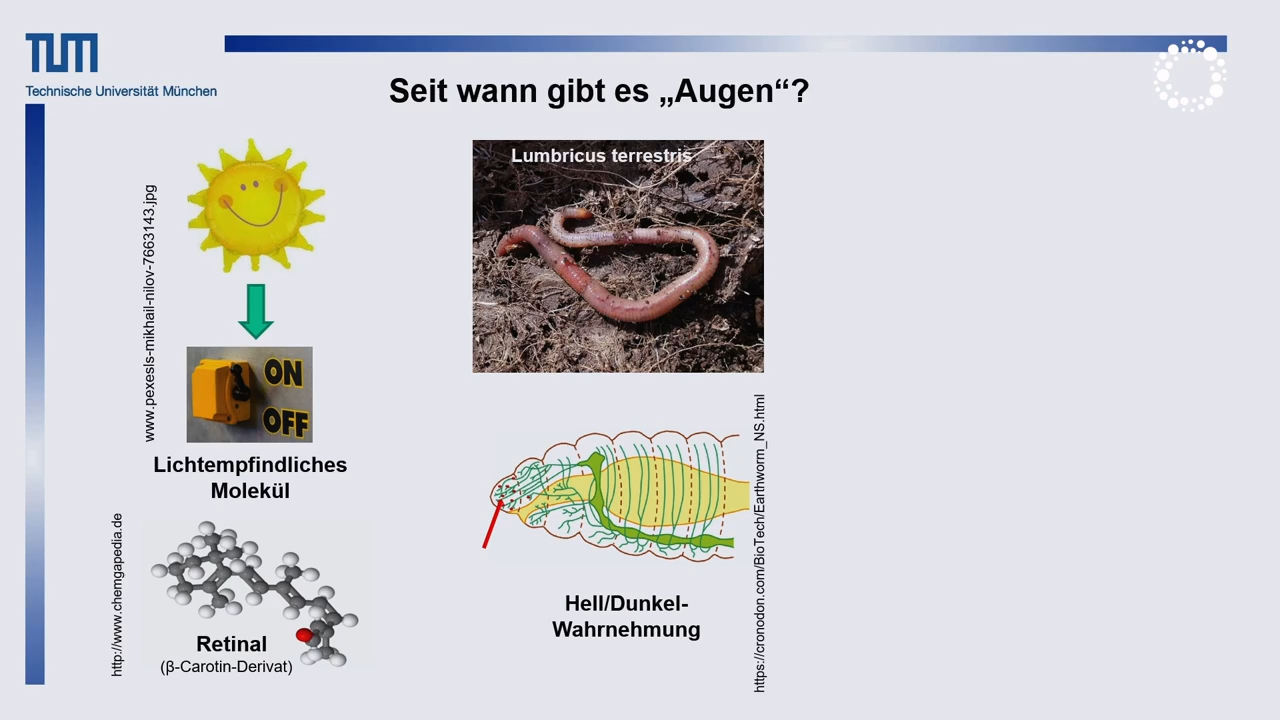 TUM
Technische Universität München
Seit wann gibt es „Augen“?
www.pexesls-mikhail-nilov-7663143.jpg
ON
OFF
Lichtempfindliches
Molekül
http://www.chemgapedia.de
Retinal
(β-Carotin-Derivat)
Lumbricus terrestris
Hell/Dunkel-
Wahrnehmung
https://cronodon.com/BioTech/Earthworm_NS.html